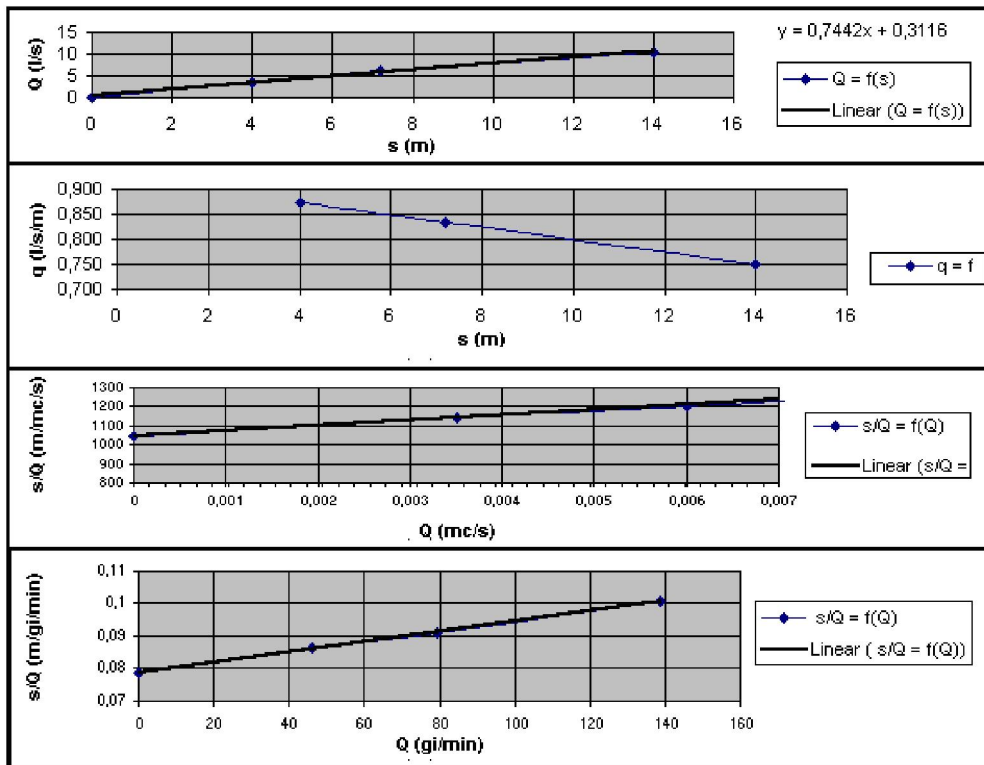 y = 0,7442x + 0,3116
Q (l/s)
15
10
5
0
0 2 4 6 8 10 12 14 16
s (m)
Q = f(s)
Linear (Q = f(s))
q (l/s/m)
0,900
0,850
0,800
0,750
0,700
0 2 4 6 8 10 12 14 16
s (m)
q = f
s/Q (m/mc/s)
1300
1200
1100
1000
900
800
0 0,001 0,002 0,003 0,004 0,005 0,006 0,007
Q (mc/s)
s/Q = f(Q)
Linear (s/Q =
s/Q (m/gi/min)
0,11
0,1
0,09
0,08
0,07
0 20 40 60 80 100 120 140 160
Q (gi/min)
s/Q = f(Q)
Linear ( s/Q = f(Q))